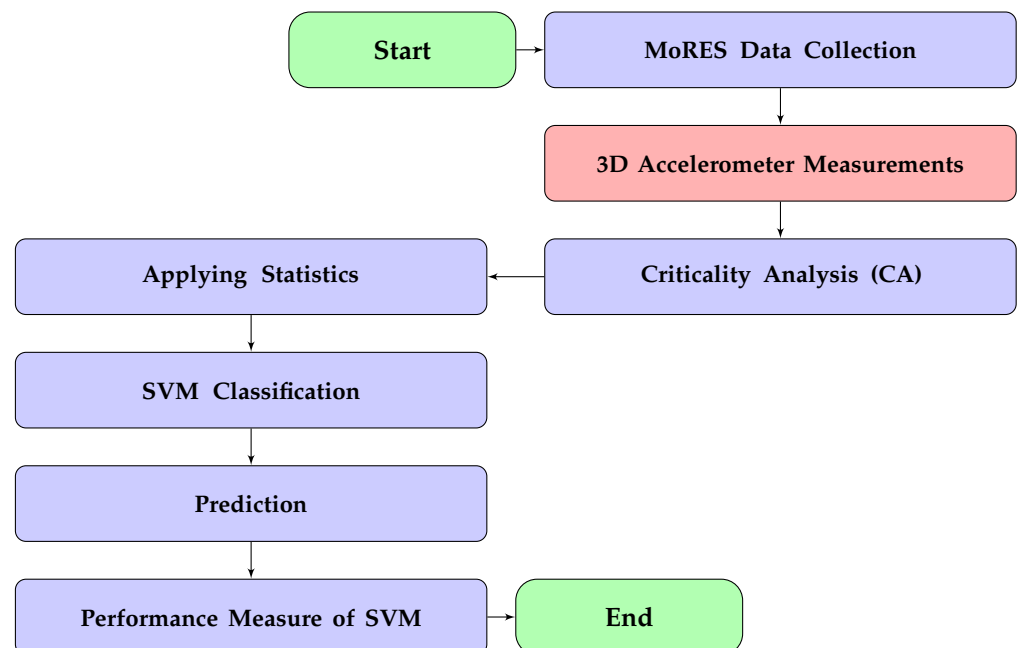 Start
MoRES Data Collection
3D Accelerometer Measurements
Criticality Analysis (CA)
Applying Statistics
SVM Classification
Prediction
Performance Measure of SVM
End